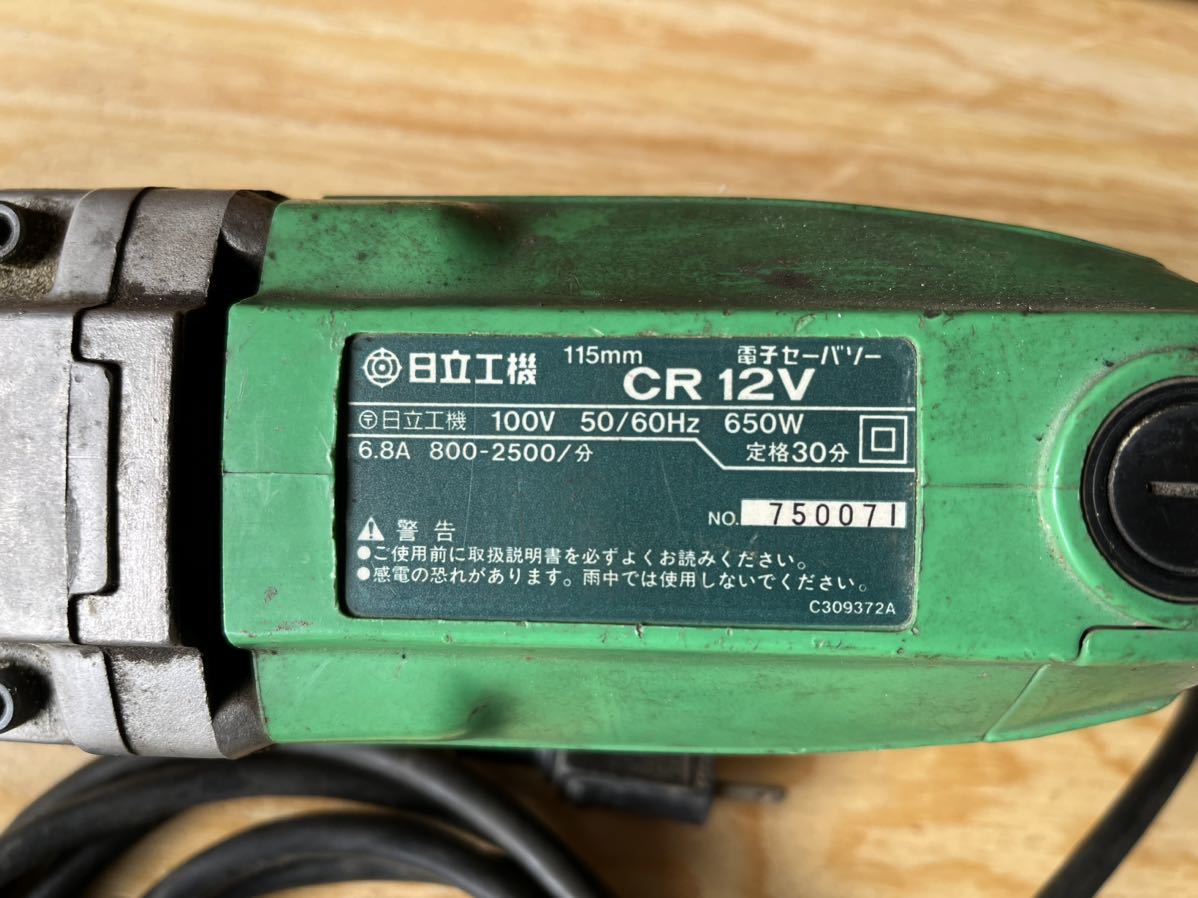 日立工機 115mm 電子セーバソー
CR 12V
〶日立工機 100V 50/60Hz 650W
6.8A 800-2500/分 定格30分
NO. 750071
⚠警告
●ご使用前に取扱説明書を必ずよくお読みください。
●感電の恐れがあります。雨中では使用しないでください。
C309372A